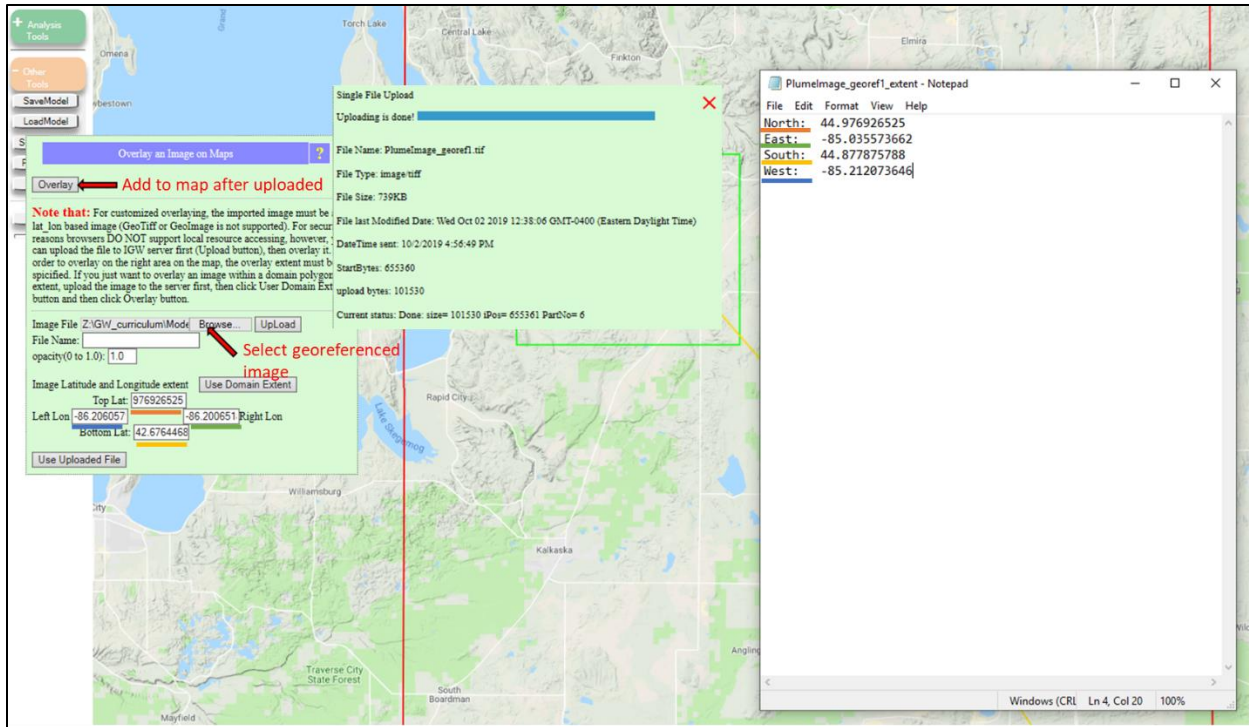 + Analysis
Tools
- Other
Tools
SaveModel
LoadModel
Omena
Torch Lake
Central Lake
Finkton
Elmira
Overlay an Image on Maps
?
Overlay
Add to map after uploaded
Note that: For customized overlaying, the imported image must be a
lat_lon based image (GeoTiff or GeoImage is not supported). For secur
reasons browsers DO NOT support local resource accessing, however,
can upload the file to IGW server first (Upload button), then overlay it.
order to overlay on the right area on the map, the overlay extent must b
spicified. If you just want to overlay an image within a domain polygon
extent, upload the image to the server first, then click User Domain Ext
button and then click Overlay button.
Image File Z:\GW_curriculum\Mode Browse... UpLoad
File Name:
opacity(0 to 1.0): 1.0
Select georeferenced
image
Image Latitude and Longitude extent Use Domain Extent
Top Lat: 976926525
Left Lon -86.206057 -86.200651 Right Lon
Bottom Lat: 42.6764468
Use Uploaded File
Single File Upload
Uploading is done!
File Name: PlumeImage_georef1.tif
File Type: image/tiff
File Size: 739KB
File last Modified Date: Wed Oct 02 2019 12:38:06 GMT-0400 (Eastern Daylight Time)
DateTime sent: 10/2/2019 4:56:49 PM
StartBytes: 655360
upload bytes: 101530
Current status: Done: size= 101530 iPos= 655361 PartNo= 6
PlumeImage_georef1_extent - Notepad
File Edit Format View Help
North: 44.976926525
East: -85.035573662
South: 44.877875788
West: -85.212073646
Windows (CRL Ln 4, Col 20 100%
Rapid City
Lake Skegemog
Williamsburg
Kalkaska
Traverse City
State Forest
South
Boardman
Mayfield
Angling